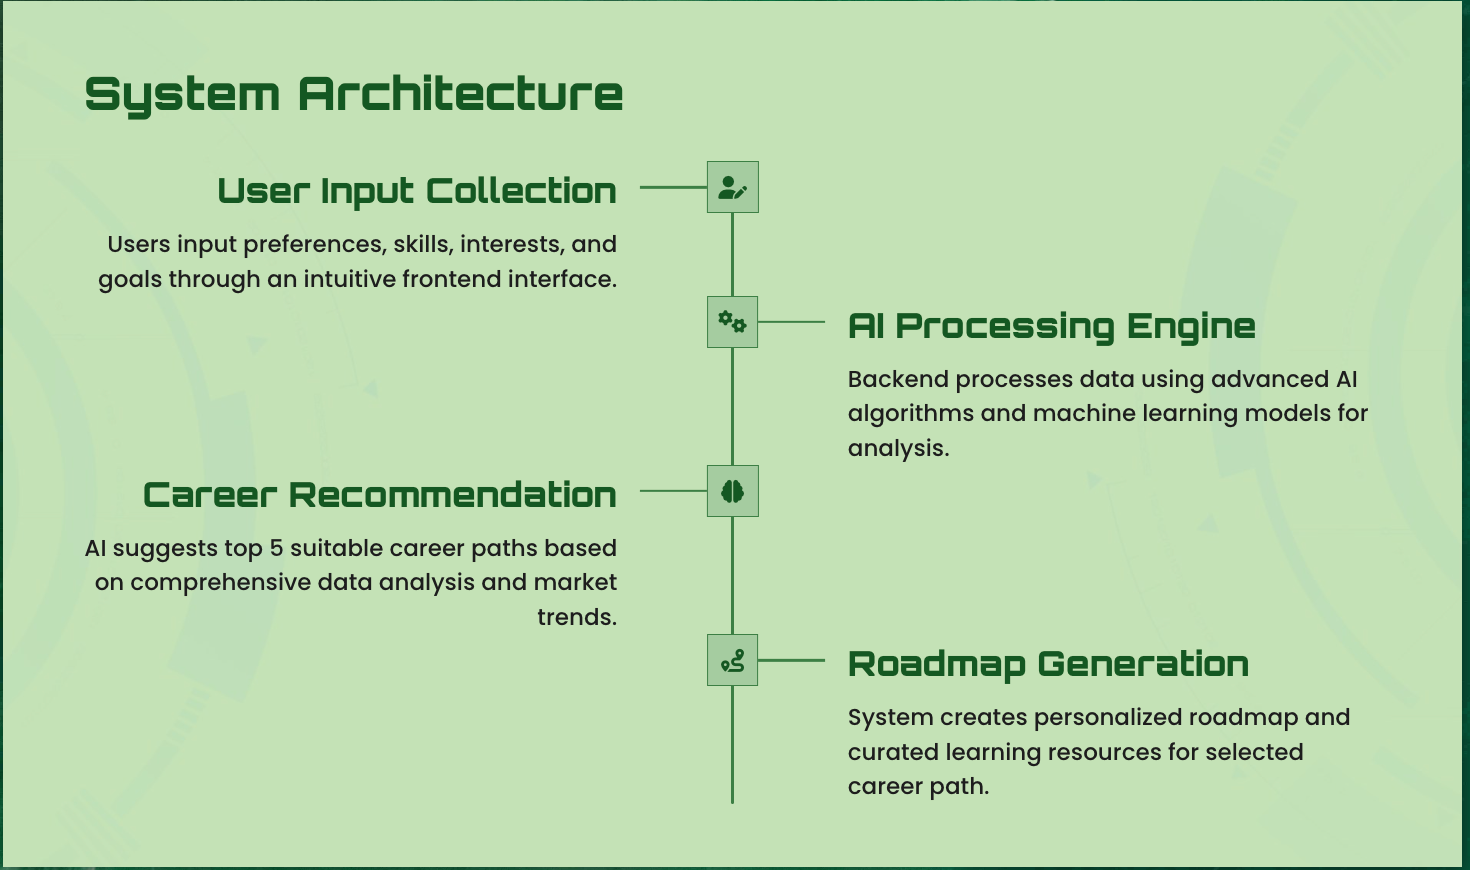 System Architecture
User Input Collection
Users input preferences, skills, interests, and
goals through an intuitive frontend interface.
AI Processing Engine
Backend processes data using advanced AI
algorithms and machine learning models for
analysis.
Career Recommendation
AI suggests top 5 suitable career paths based
on comprehensive data analysis and market
trends.
Roadmap Generation
System creates personalized roadmap and
curated learning resources for selected
career path.